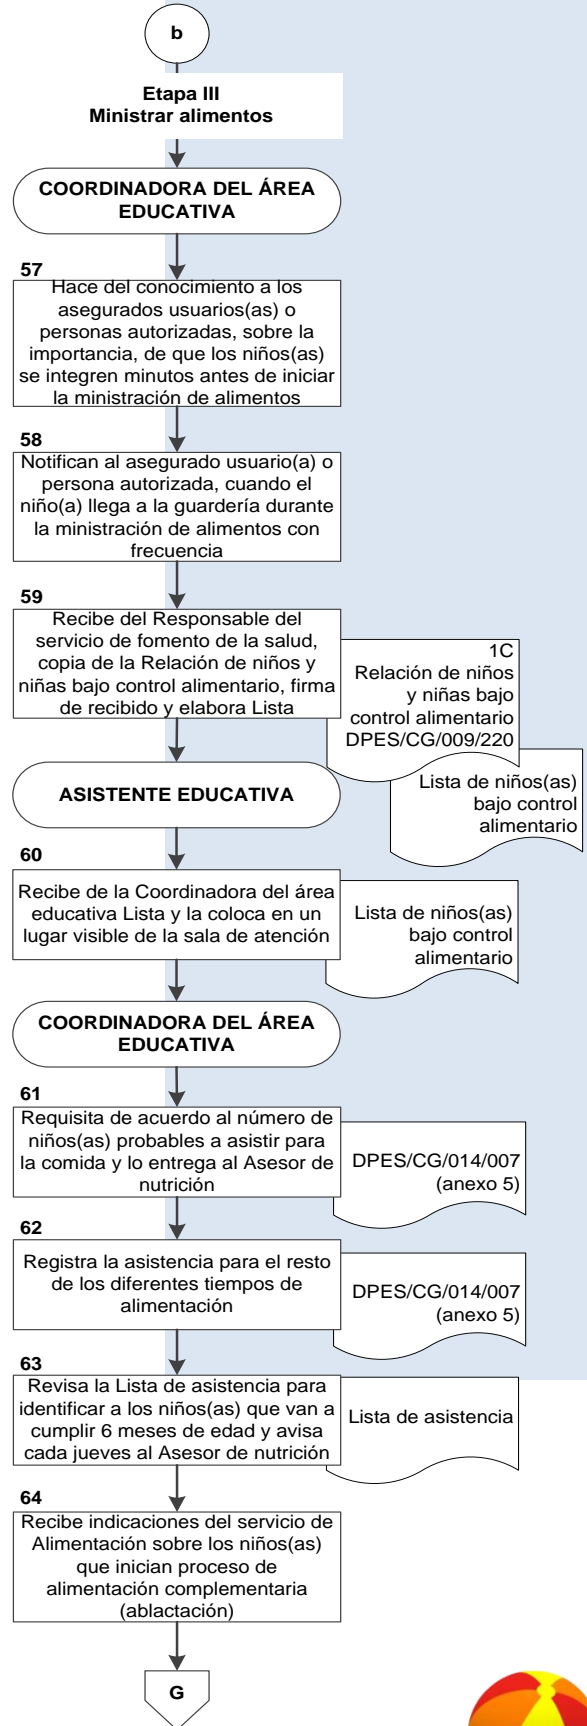 b
Etapa III
Ministrar alimentos
COORDINADORA DEL ÁREA
EDUCATIVA
57
Hace del conocimiento a los
asegurados usuarios(as) o
personas autorizadas, sobre la
importancia, de que los niños(as)
se integren minutos antes de iniciar
la ministración de alimentos
58
Notifican al asegurado usuario(a) o
persona autorizada, cuando el
niño(a) llega a la guardería durante
la ministración de alimentos con
frecuencia
59
Recibe del Responsable del
servicio de fomento de la salud,
copia de la Relación de niños y
niñas bajo control alimentario, firma
de recibido y elabora Lista
1C
Relación de niños
y niñas bajo
control alimentario
DPES/CG/009/220
Lista de niños(as)
bajo control
alimentario
ASISTENTE EDUCATIVA
60
Recibe de la Coordinadora del área
educativa Lista y la coloca en un
lugar visible de la sala de atención
Lista de niños(as)
bajo control
alimentario
COORDINADORA DEL ÁREA
EDUCATIVA
61
Requisita de acuerdo al número de
niños(as) probables a asistir para
la comida y lo entrega al Asesor de
nutrición
DPES/CG/014/007
(anexo 5)
62
Registra la asistencia para el resto
de los diferentes tiempos de
alimentación
DPES/CG/014/007
(anexo 5)
63
Revisa la Lista de asistencia para
identificar a los niños(as) que van a
cumplir 6 meses de edad y avisa
cada jueves al Asesor de nutrición
Lista de asistencia
64
Recibe indicaciones del servicio de
Alimentación sobre los niños(as)
que inician proceso de
alimentación complementaria
(ablactación)
G